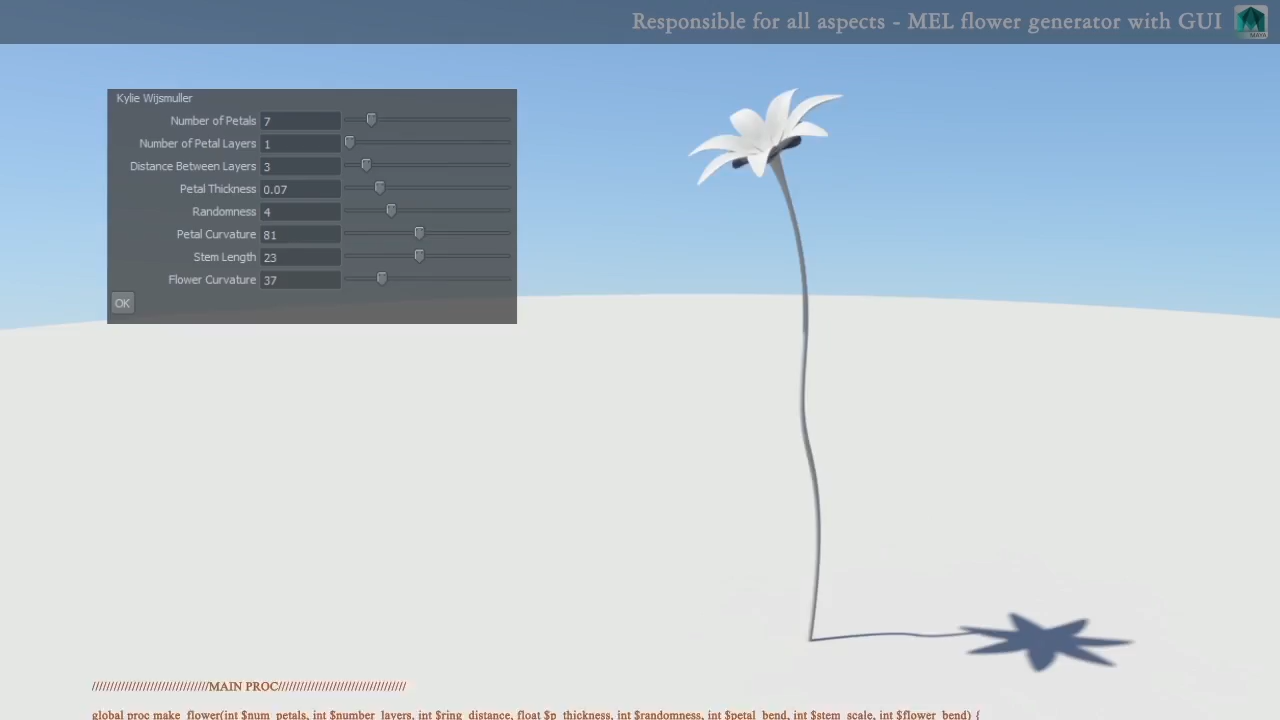 Responsible for all aspects - MEL flower generator with GUI
MAYA
Kylie Wijsmuller
Number of Petals 7
Number of Petal Layers 1
Distance Between Layers 3
Petal Thickness 0.07
Randomness 4
Petal Curvature 81
Stem Length 23
Flower Curvature 37
OK
////////////////////////////////MAIN PROC///////////////////////////////////
global proc make_flower(int $num_petals, int $number_layers, int $ring_distance, float $p_thickness, int $randomness, int $petal_bend, int $stem_scale, int $flower_bend) {